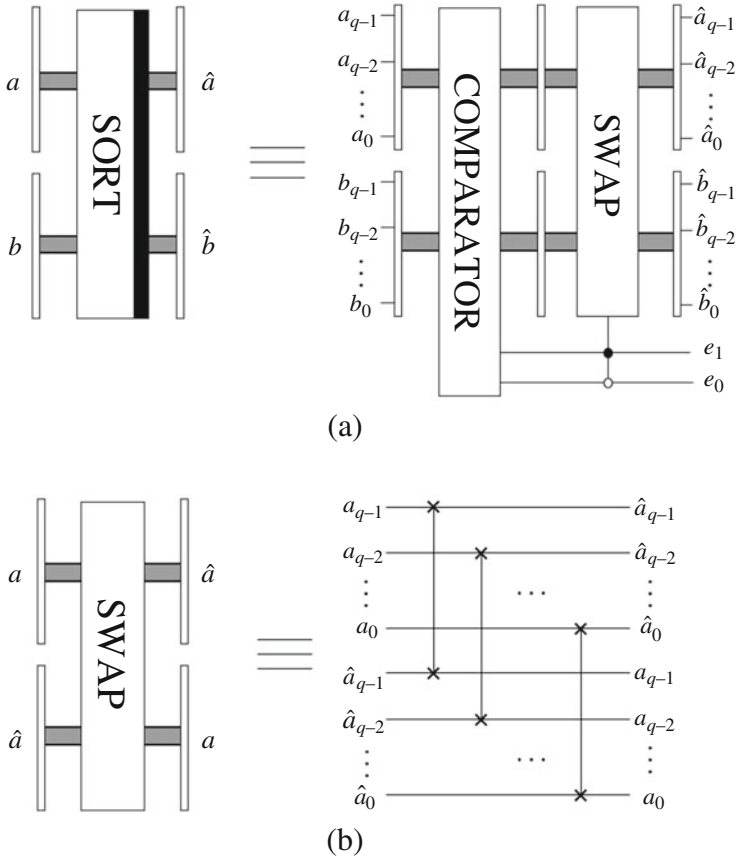 a
SORT
â
b
b̂
a_{q–1}
a_{q–2}
a_0
b_{q–1}
b_{q–2}
b_0
COMPARATOR
SWAP
â_{q–1}
â_{q–2}
â_0
b̂_{q–1}
b̂_{q–2}
b̂_0
e_1
e_0
(a)
a
SWAP
â
â
a
a_{q–1} â_{q–1}
a_{q–2} â_{q–2}
a_0 â_0
â_{q–1} a_{q–1}
â_{q–2} a_{q–2}
â_0 a_0
(b)